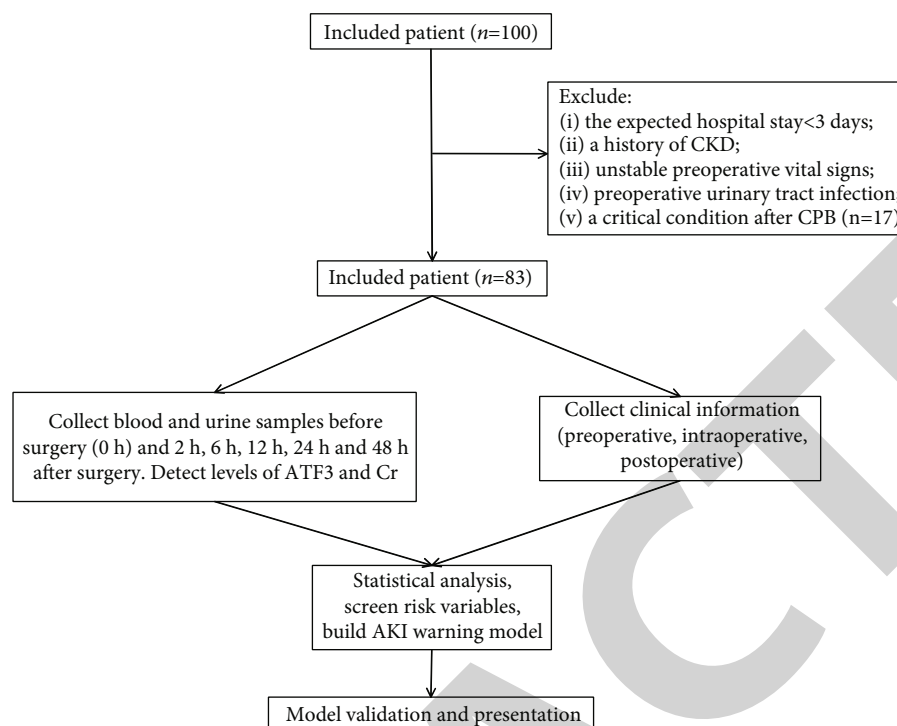 Included patient (n=100)
Exclude:
(i) the expected hospital stay<3 days;
(ii) a history of CKD;
(iii) unstable preoperative vital signs;
(iv) preoperative urinary tract infection;
(v) a critical condition after CPB (n=17)
Included patient (n=83)
Collect blood and urine samples before
surgery (0 h) and 2 h, 6 h, 12 h, 24 h and 48 h
after surgery. Detect levels of ATF3 and Cr
Collect clinical information
(preoperative, intraoperative,
postoperative)
Statistical analysis,
screen risk variables,
build AKI warning model
Model validation and presentation